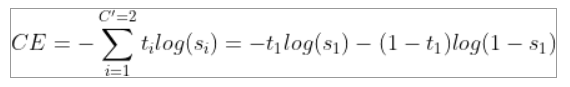 CE = -\sum_{i=1}^{C'=2} t_i log(s_i) = -t_1 log(s_1) - (1 - t_1) log(1 - s_1)